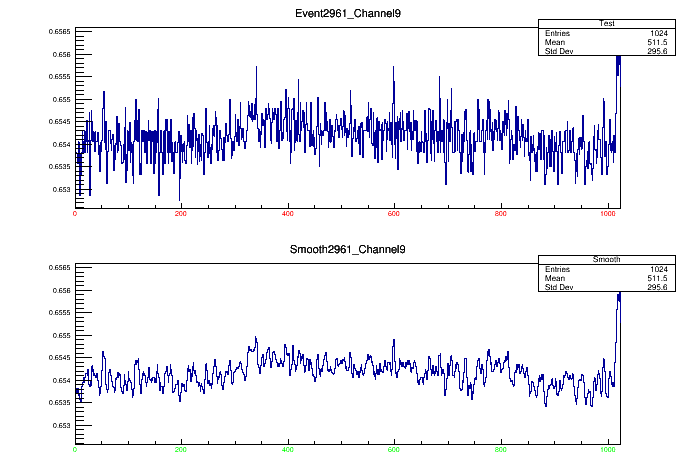 Event2961_Channel9
Test
Entries 1024
Mean 511.5
Std Dev 295.6
0.6565
0.656
0.6555
0.655
0.6545
0.654
0.6535
0.653
0 200 400 600 800 1000
Smooth2961_Channel9
Smooth
Entries 1024
Mean 511.5
Std Dev 295.6
0.6565
0.656
0.6555
0.655
0.6545
0.654
0.6535
0.653
0 200 400 600 800 1000